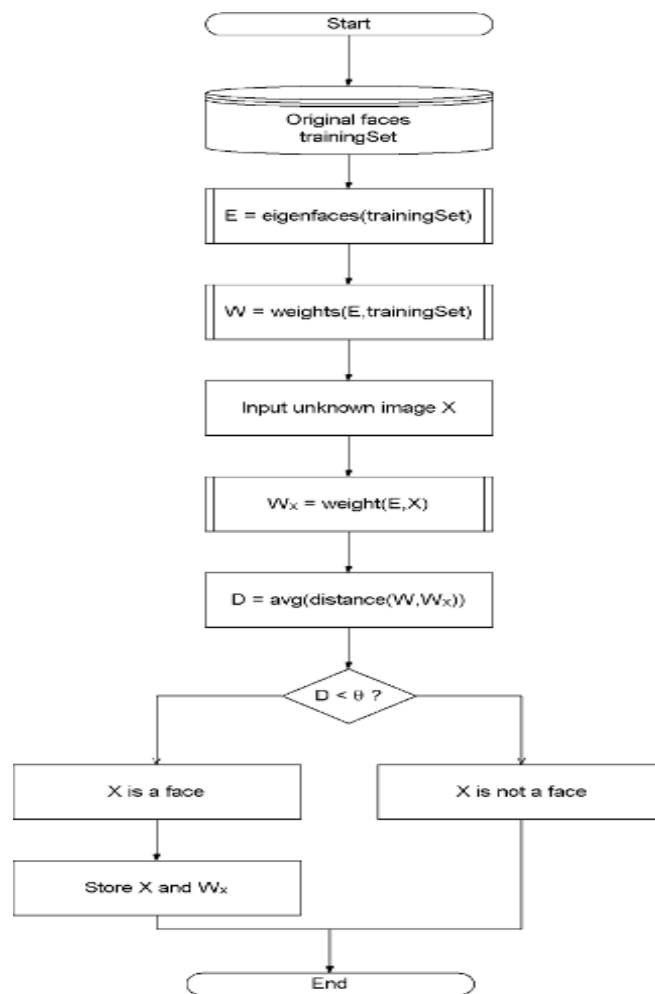 Start
Original faces
trainingSet
E = eigenfaces(trainingSet)
W = weights(E,trainingSet)
Input unknown image X
Wₓ = weight(E,X)
D = avg(distance(W,Wₓ))
D < θ ?
X is a face
X is not a face
Store X and Wₓ
End